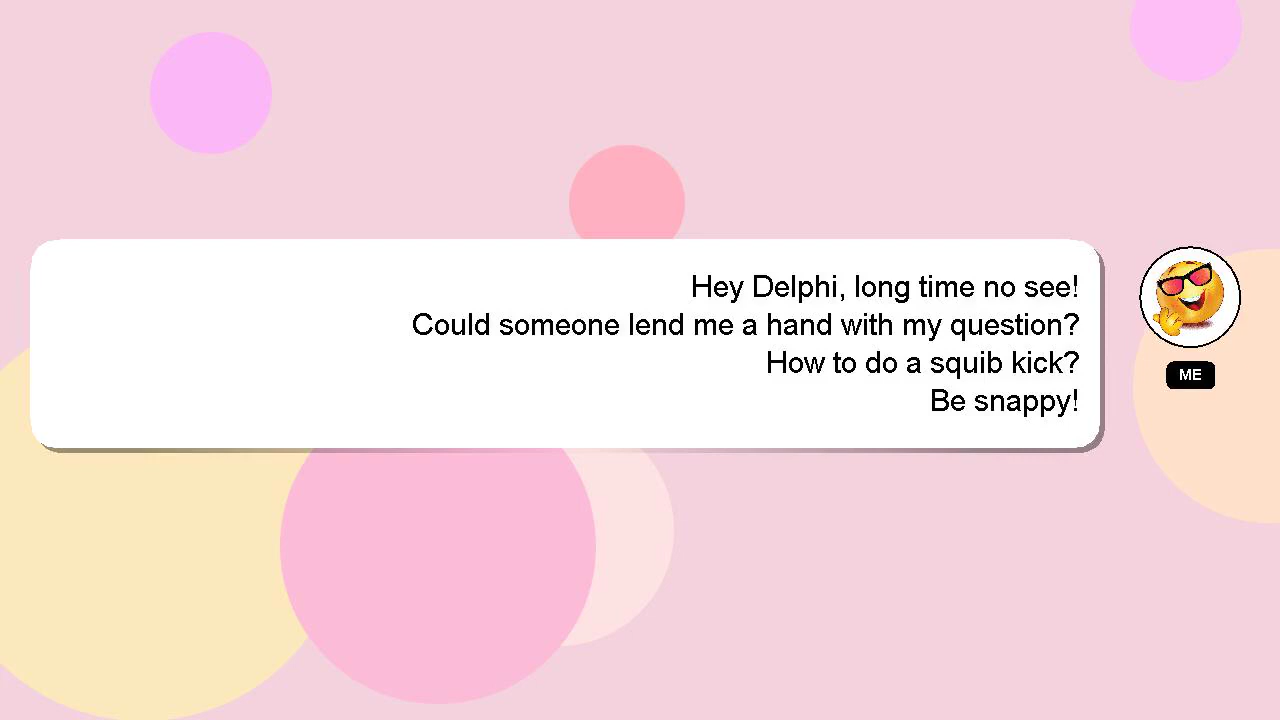 Hey Delphi, long time no see!
Could someone lend me a hand with my question?
How to do a squib kick?
Be snappy!
ME